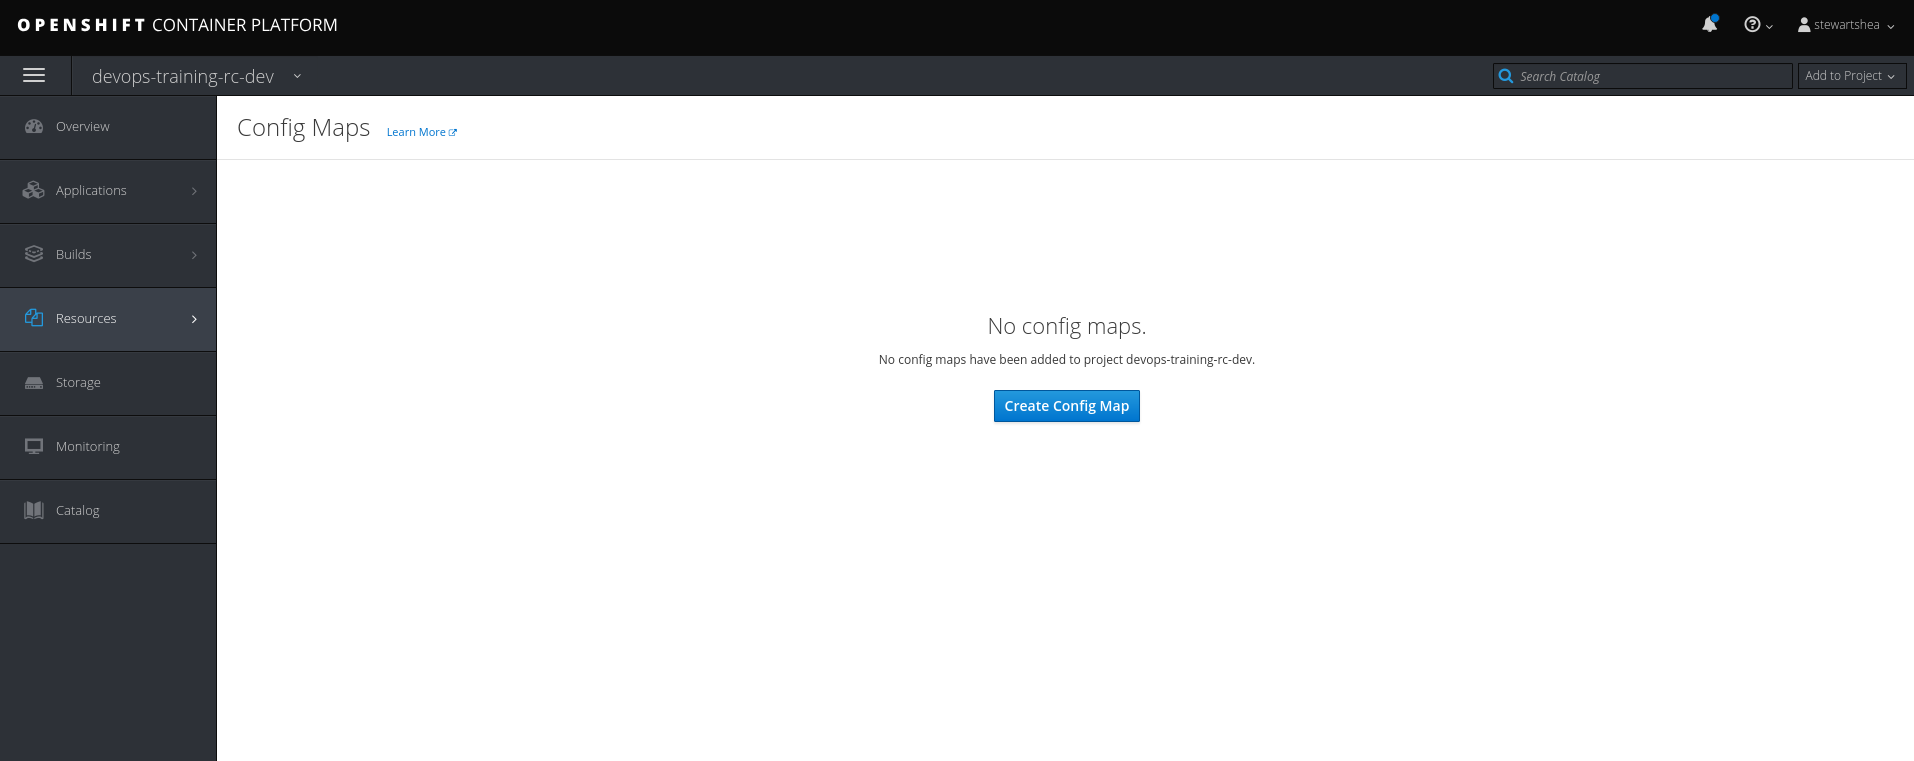 OPENSHIFT CONTAINER PLATFORM
stewartshea
devops-training-rc-dev
Search Catalog
Add to Project
Overview
Applications
Builds
Resources
Storage
Monitoring
Catalog
Config Maps Learn More
No config maps.
No config maps have been added to project devops-training-rc-dev.
Create Config Map